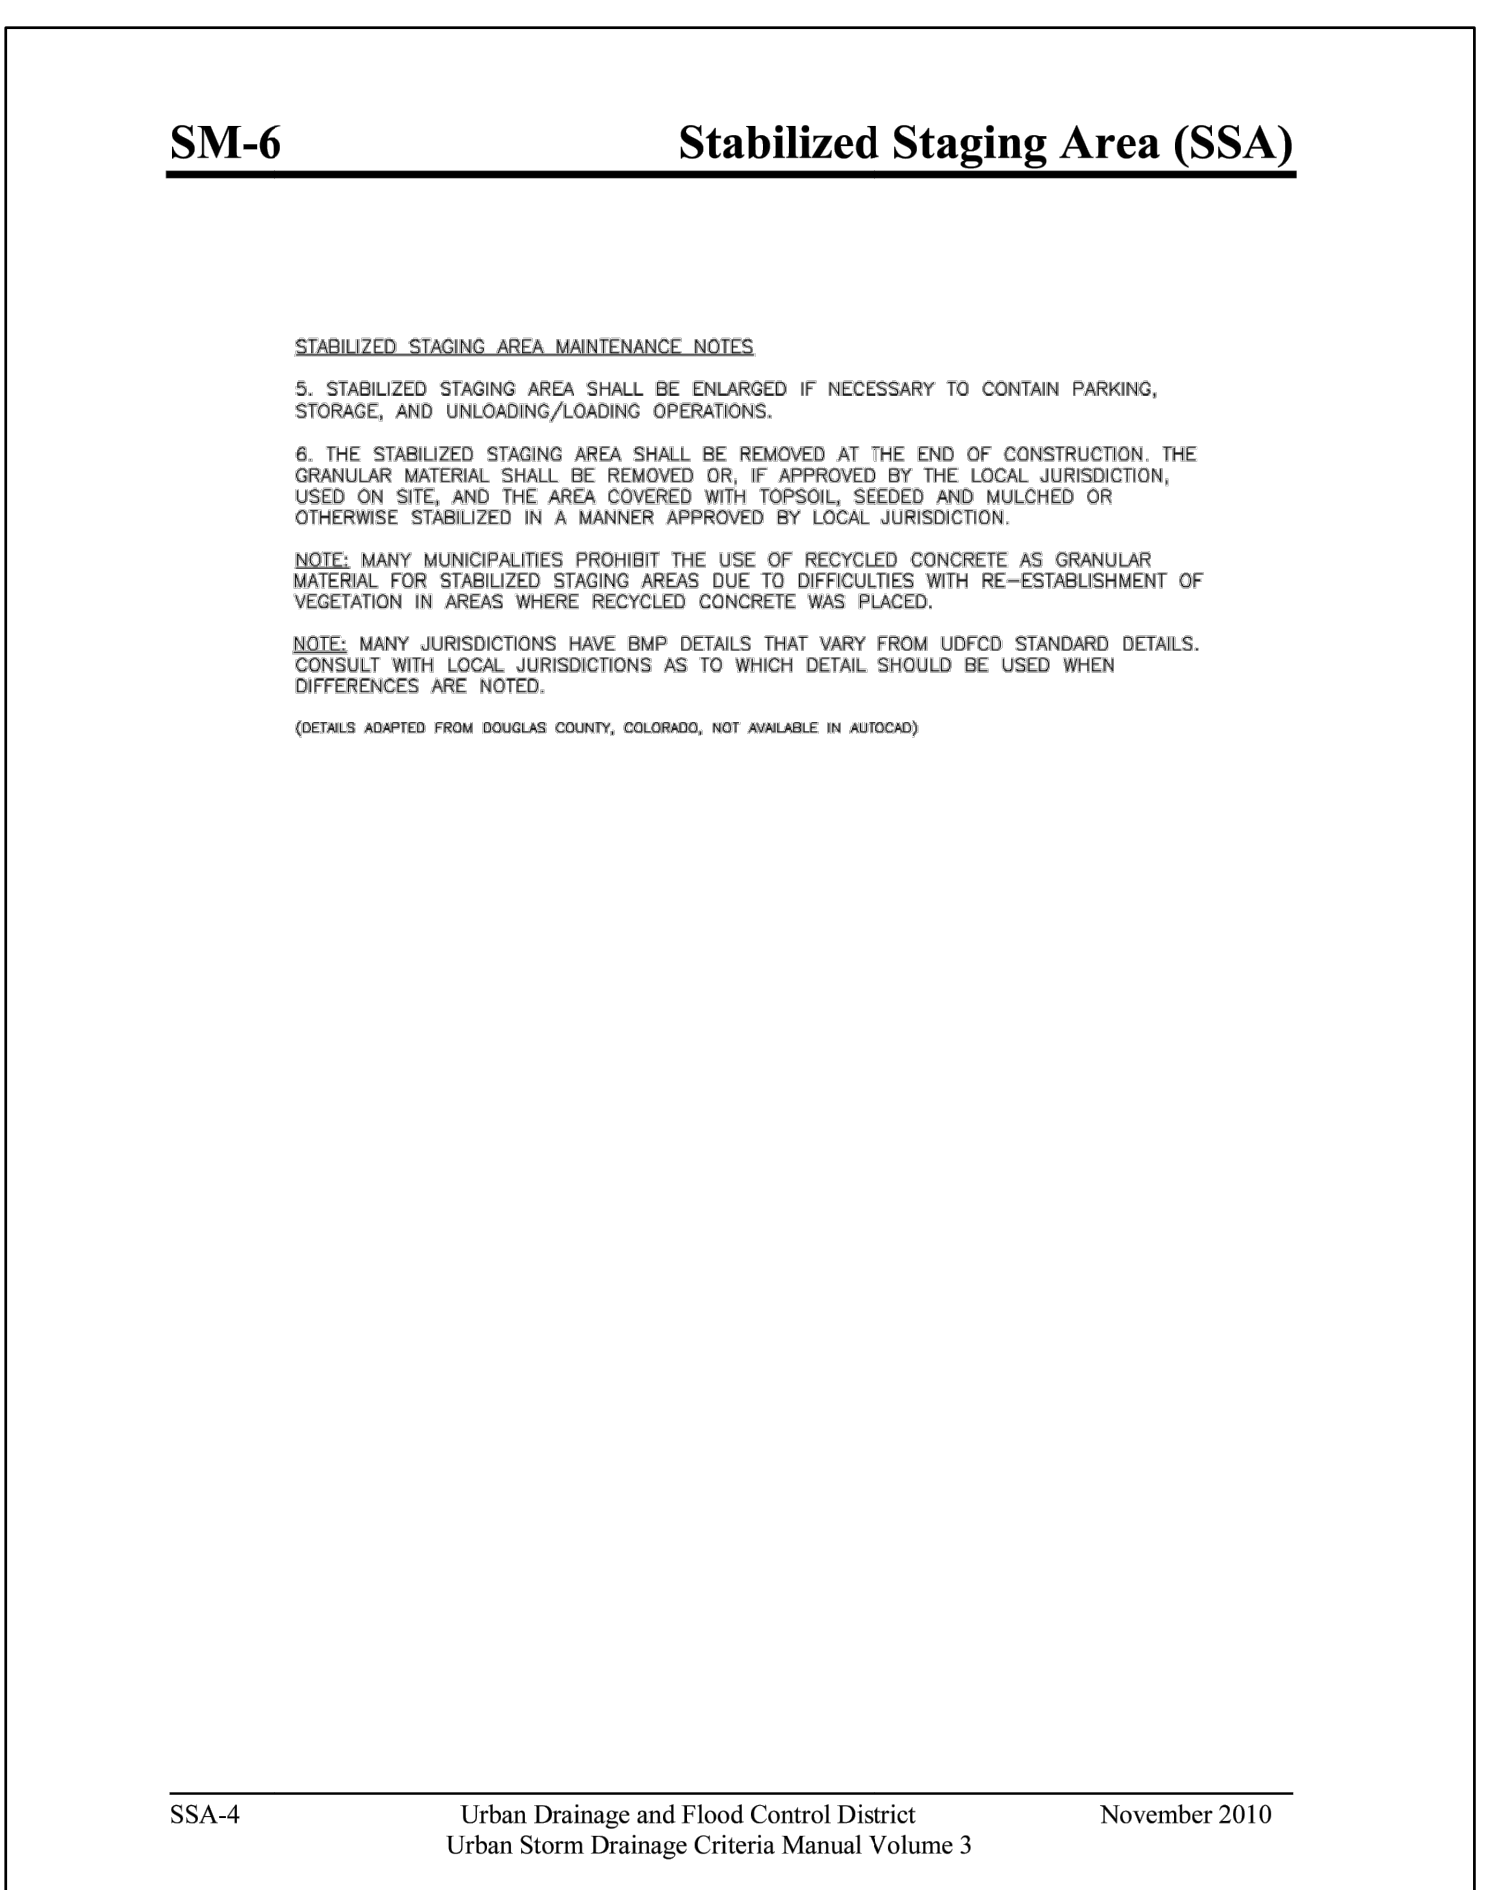 SM-6 Stabilized Staging Area (SSA)
STABILIZED STAGING AREA MAINTENANCE NOTES
5. STABILIZED STAGING AREA SHALL BE ENLARGED IF NECESSARY TO CONTAIN PARKING,
STORAGE, AND UNLOADING/LOADING OPERATIONS.
6. THE STABILIZED STAGING AREA SHALL BE REMOVED AT THE END OF CONSTRUCTION. THE
GRANULAR MATERIAL SHALL BE REMOVED OR, IF APPROVED BY THE LOCAL JURISDICTION,
USED ON SITE, AND THE AREA COVERED WITH TOPSOIL, SEEDED AND MULCHED OR
OTHERWISE STABILIZED IN A MANNER APPROVED BY LOCAL JURISDICTION.
NOTE: MANY MUNICIPALITIES PROHIBIT THE USE OF RECYCLED CONCRETE AS GRANULAR
MATERIAL FOR STABILIZED STAGING AREAS DUE TO DIFFICULTIES WITH RE-ESTABLISHMENT OF
VEGETATION IN AREAS WHERE RECYCLED CONCRETE WAS PLACED.
NOTE: MANY JURISDICTIONS HAVE BMP DETAILS THAT VARY FROM UDFCD STANDARD DETAILS.
CONSULT WITH LOCAL JURISDICTIONS AS TO WHICH DETAIL SHOULD BE USED WHEN
DIFFERENCES ARE NOTED.
(DETAILS ADAPTED FROM DOUGLAS COUNTY, COLORADO, NOT AVAILABLE IN AUTOCAD)
SSA-4 Urban Drainage and Flood Control District November 2010
Urban Storm Drainage Criteria Manual Volume 3